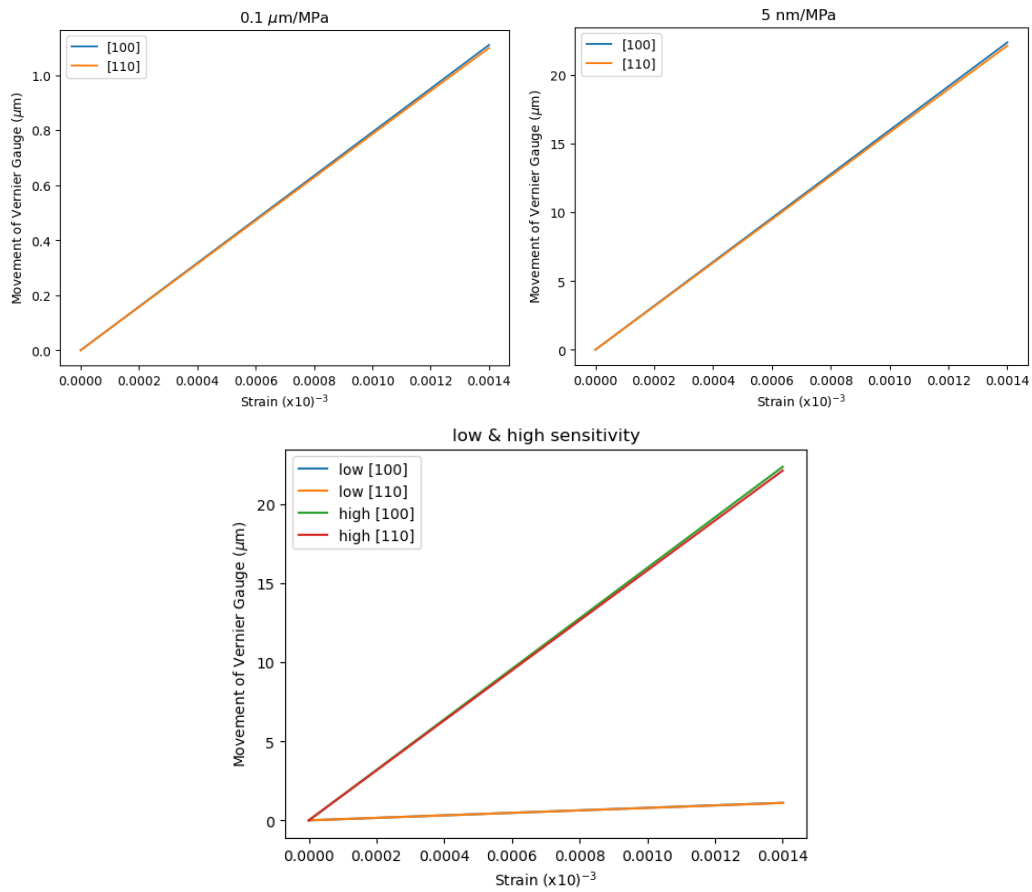 0.1 μm/MPa
[100]
[110]
Movement of Vernier Gauge (μm)
1.0
0.8
0.6
0.4
0.2
0.0
0.0000 0.0002 0.0004 0.0006 0.0008 0.0010 0.0012 0.0014
Strain (x10)⁻³
5 nm/MPa
[100]
[110]
Movement of Vernier Gauge (μm)
20
15
10
5
0
0.0000 0.0002 0.0004 0.0006 0.0008 0.0010 0.0012 0.0014
Strain (x10)⁻³
low & high sensitivity
low [100]
low [110]
high [100]
high [110]
Movement of Vernier Gauge (μm)
20
15
10
5
0
0.0000 0.0002 0.0004 0.0006 0.0008 0.0010 0.0012 0.0014
Strain (x10)⁻³